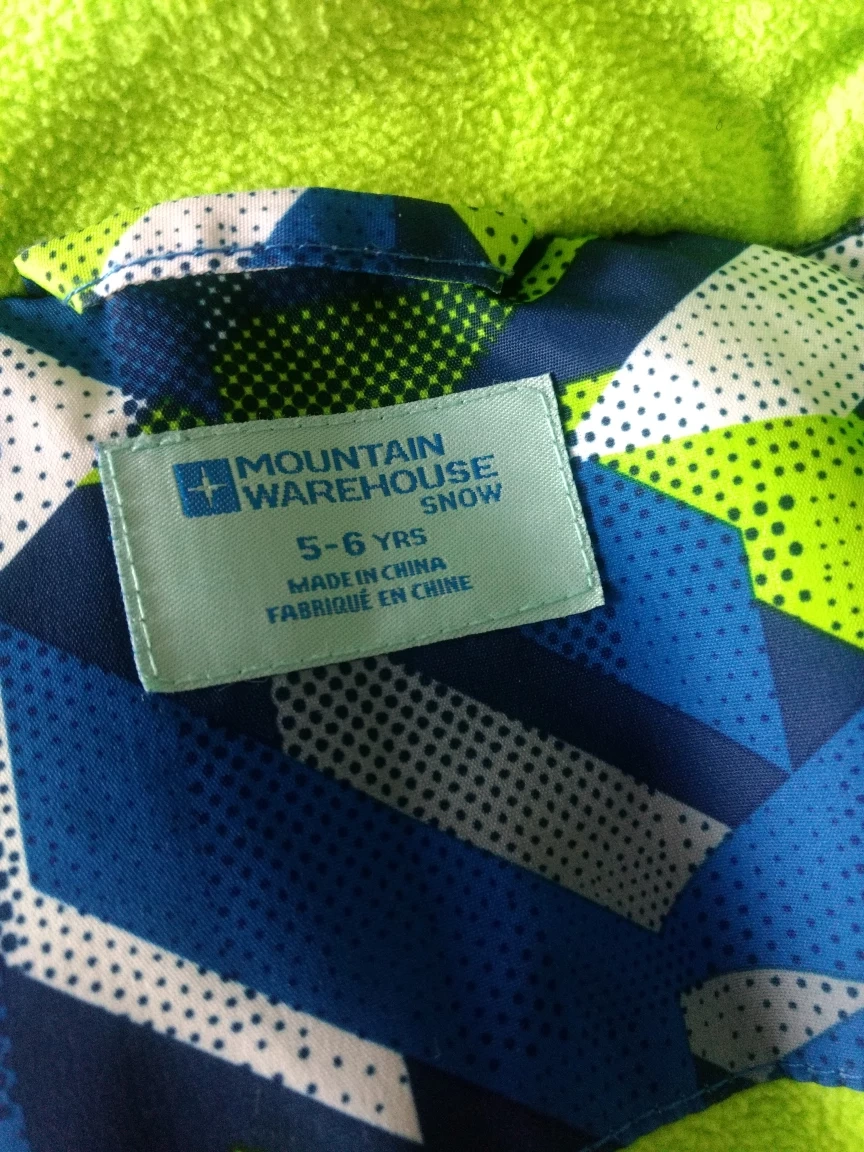 MOUNTAIN
WAREHOUSE
SNOW
5-6 YRS
MADE IN CHINA
FABRIQUÉ EN CHINE